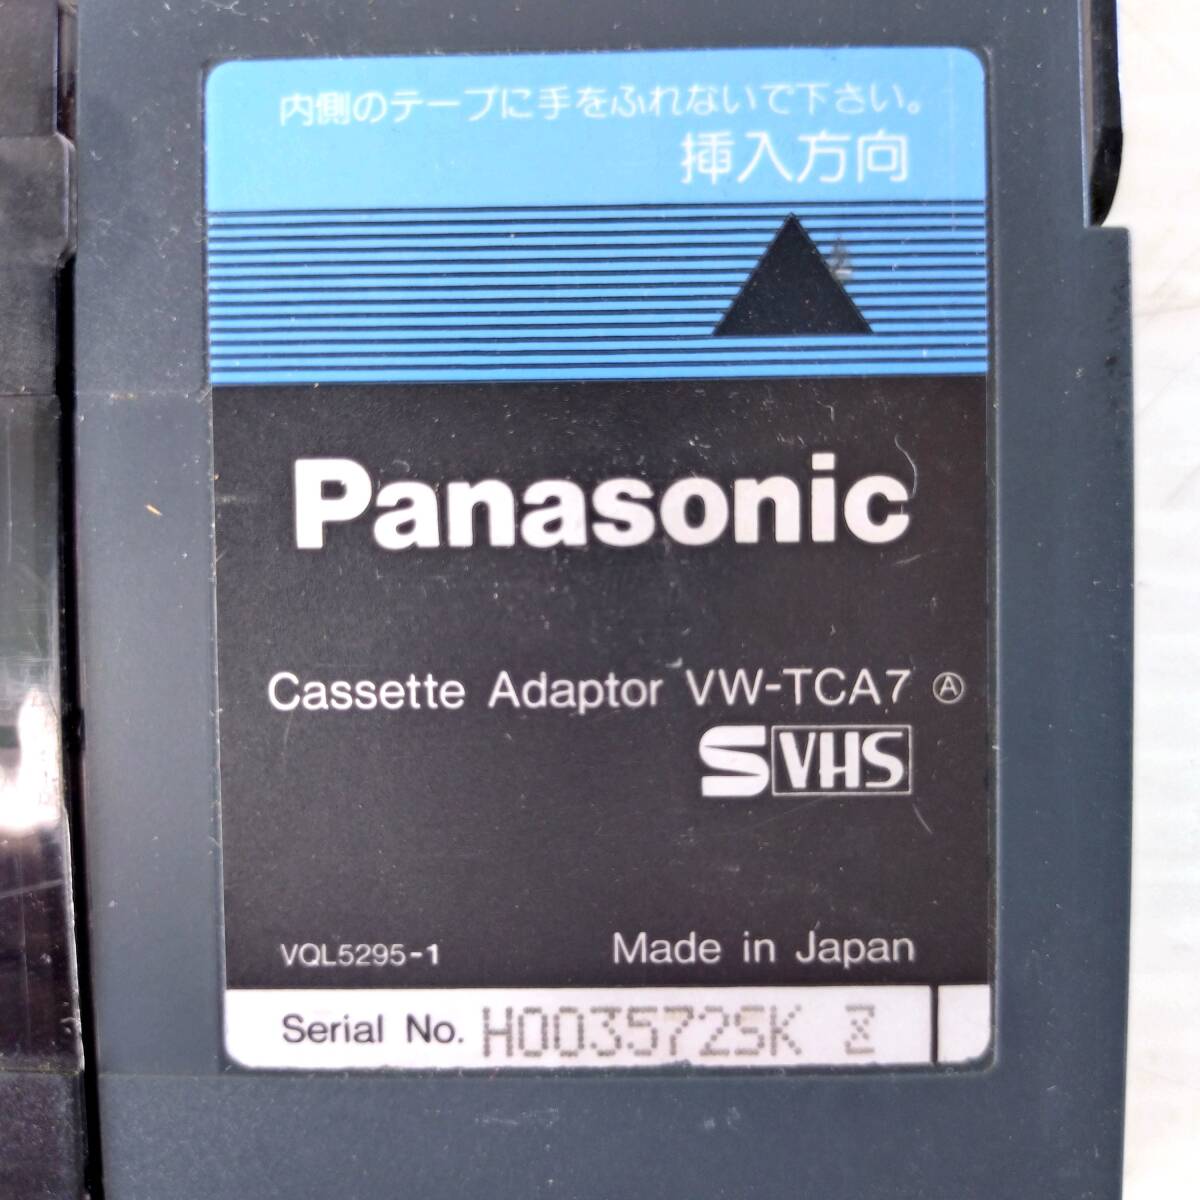 内側のテープに手をふれないで下さい。
挿入方向
Panasonic
Cassette Adaptor VW-TCA7 Ⓐ
S VHS
VQL5295-1 Made in Japan
Serial No. H003572SK Z